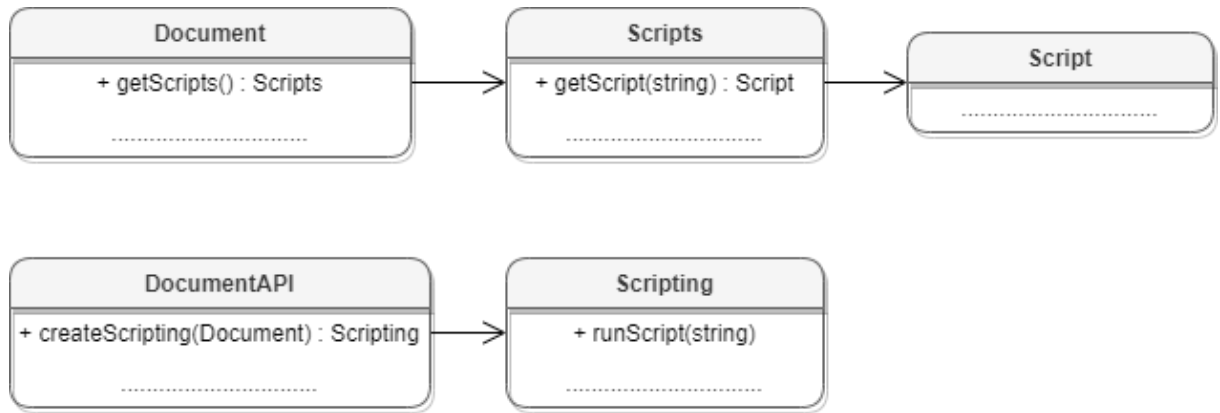 Document
+ getScripts() : Scripts
Scripts
+ getScript(string) : Script
Script
DocumentAPI
+ createScripting(Document) : Scripting
Scripting
+ runScript(string)